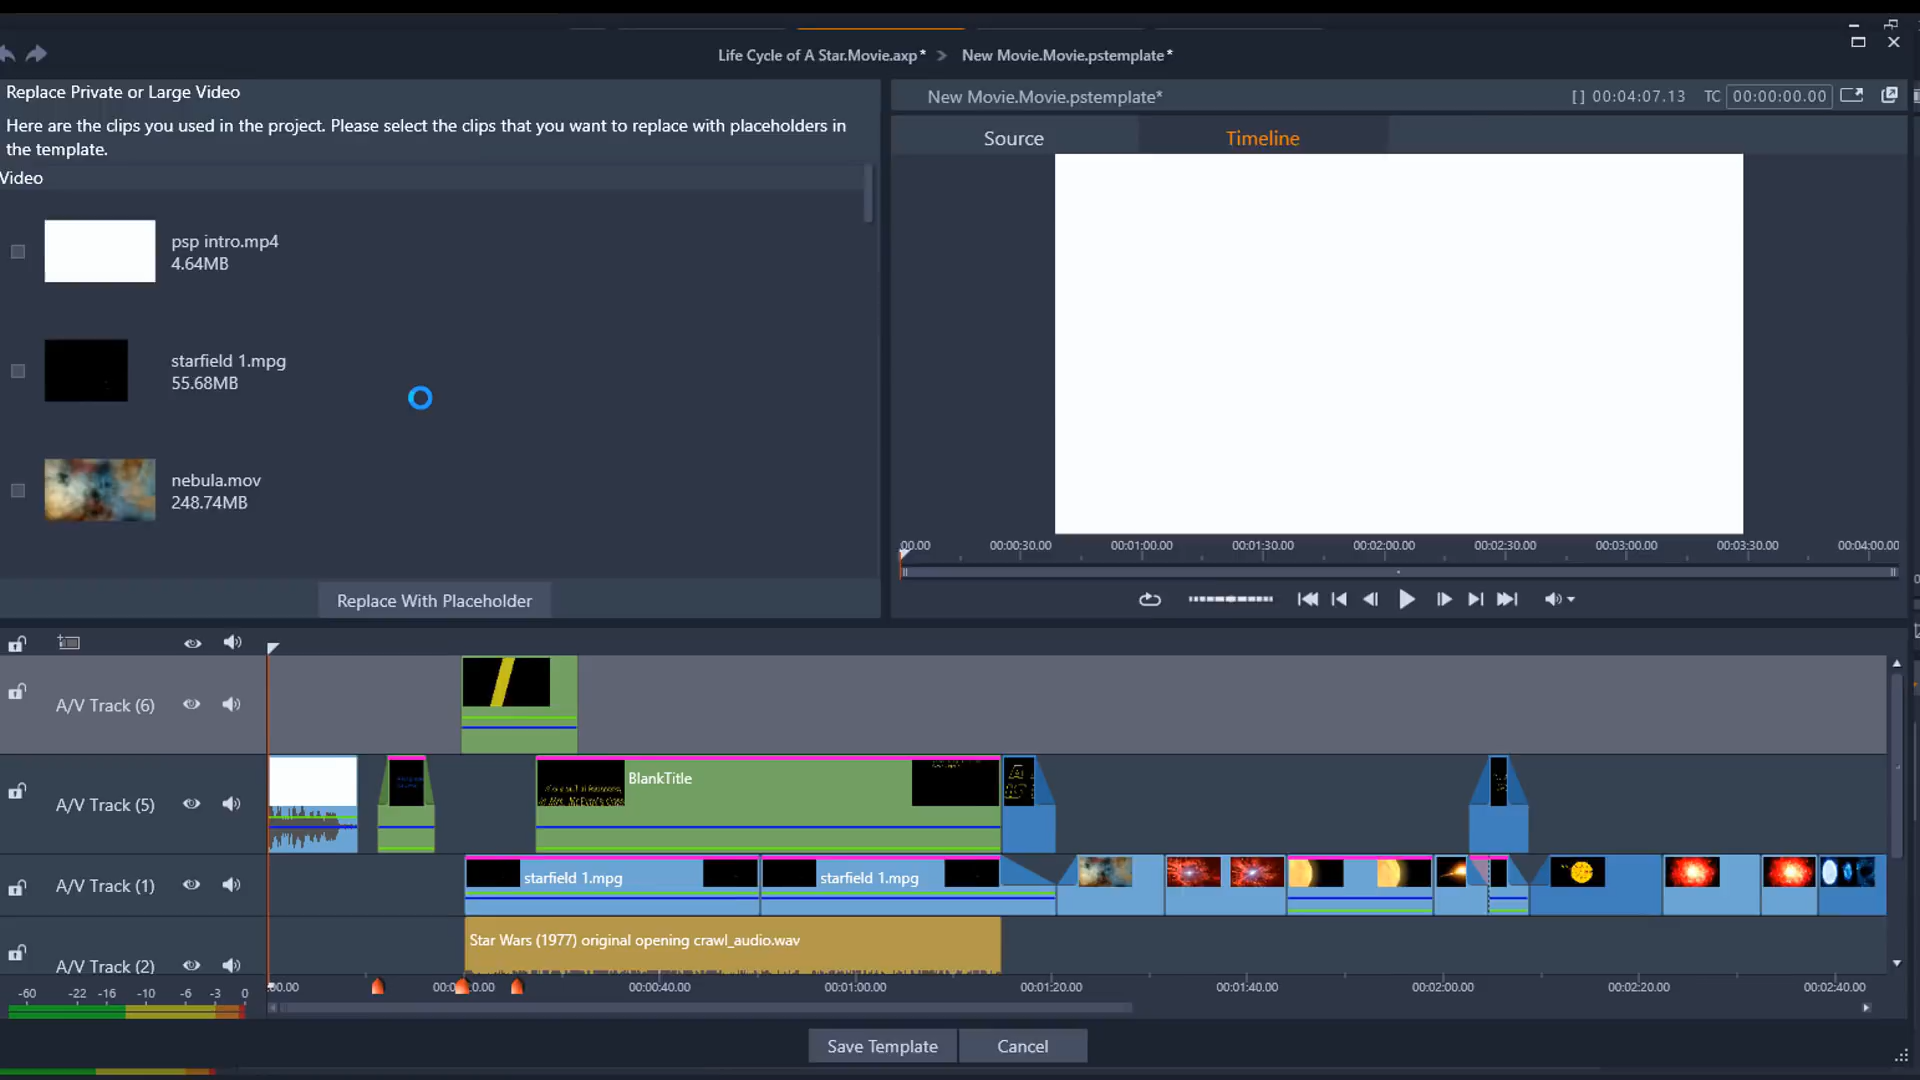 Life Cycle of A Star.Movie.axp* > New Movie.Movie.pstemplate*
Replace Private or Large Video
Here are the clips you used in the project. Please select the clips that you want to replace with placeholders in
the template.
Video
psp intro.mp4
4.64MB
starfield 1.mpg
55.68MB
nebula.mov
248.74MB
Replace With Placeholder
New Movie.Movie.pstemplate*
[] 00:04:07.13 TC 00:00:00.00
Source Timeline
00.00 00:00:30.00 00:01:00.00 00:01:30.00 00:02:00.00 00:02:30.00 00:03:00.00 00:03:30.00 00:04:00.00
A/V Track (6)
A/V Track (5)
BlankTitle
A/V Track (1)
starfield 1.mpg starfield 1.mpg
A/V Track (2)
Star Wars (1977) original opening crawl_audio.wav
-60 -22 -16 -10 -6 -3 0
:00.00 00:00:40.00 00:01:00.00 00:01:20.00 00:01:40.00 00:02:00.00 00:02:20.00 00:02:40.00
Save Template Cancel